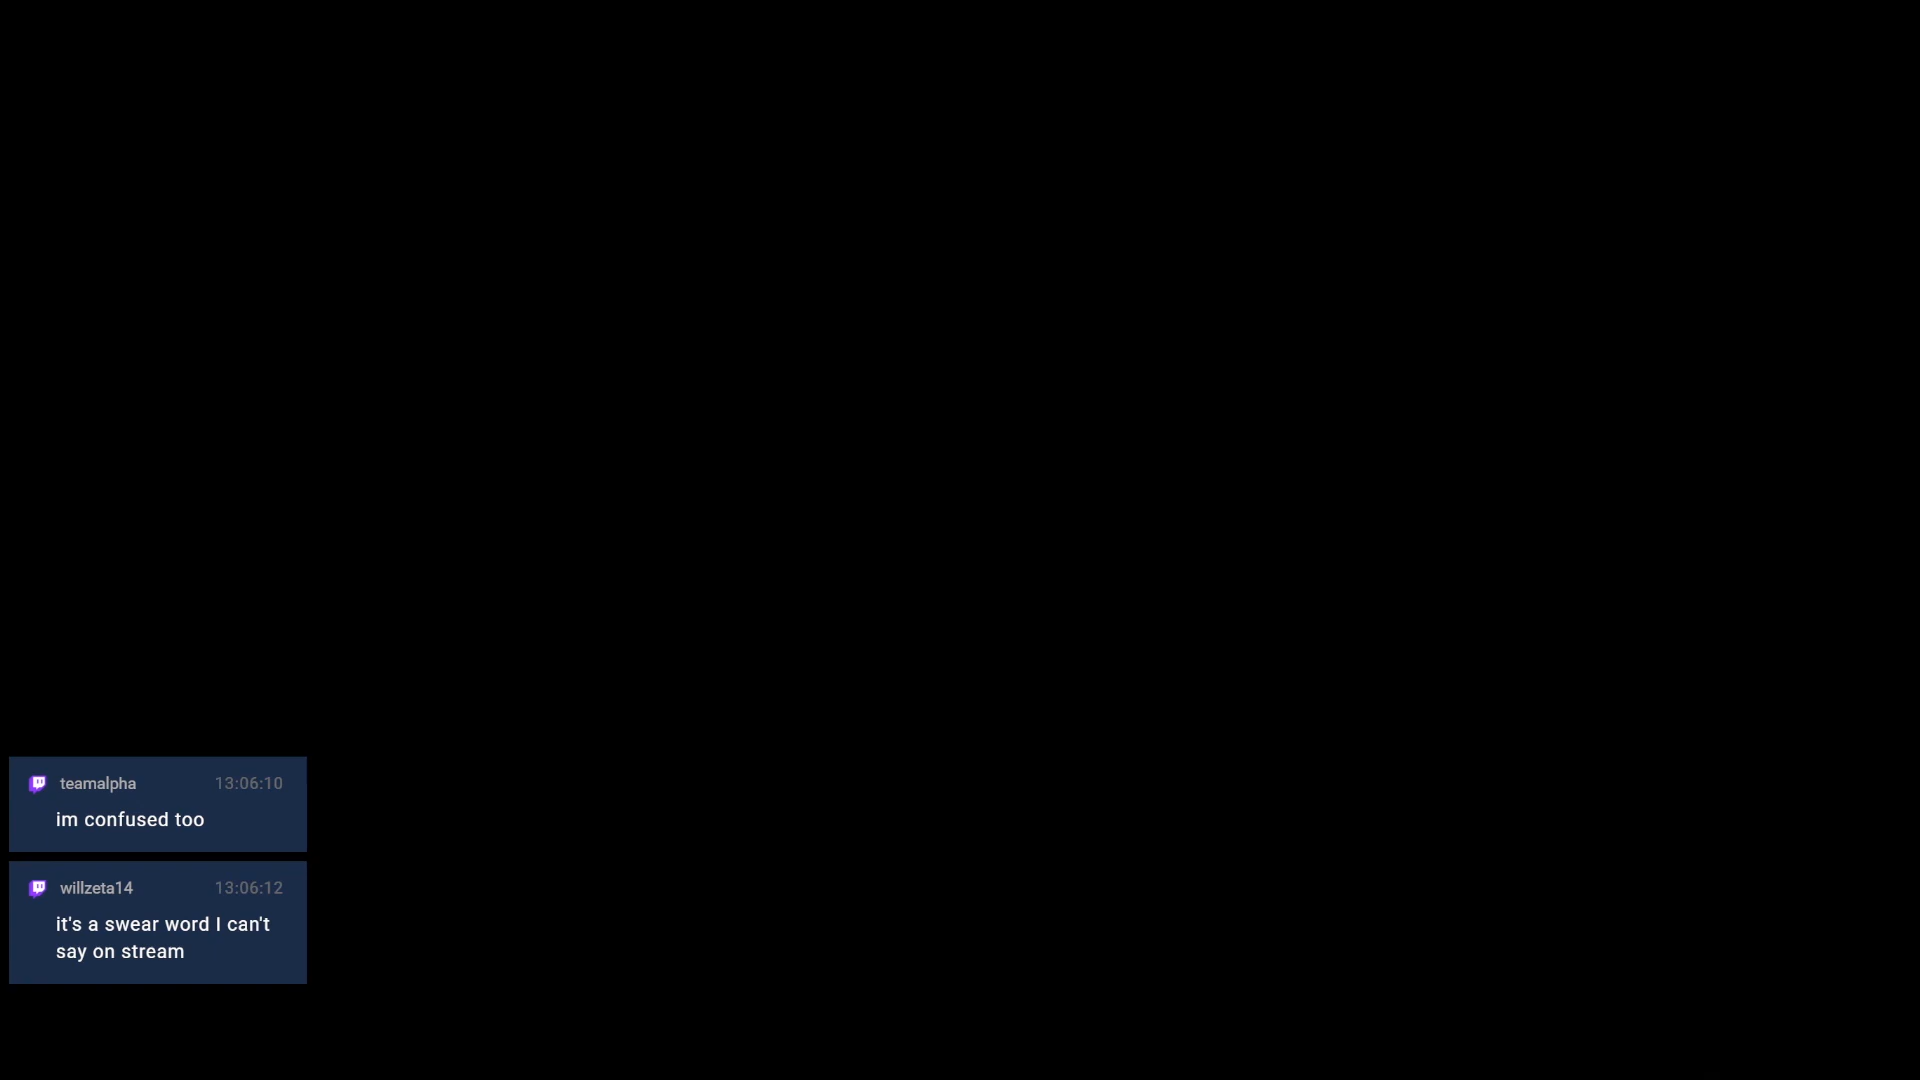 teamalpha 13:06:10
im confused too
willzeta14 13:06:12
it's a swear word I can't
say on stream